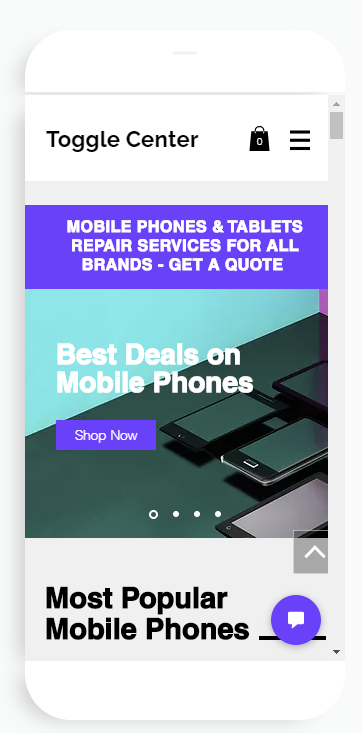 Toggle Center
0
MOBILE PHONES & TABLETS
REPAIR SERVICES FOR ALL
BRANDS - GET A QUOTE
Best Deals on
Mobile Phones
Shop Now
Most Popular
Mobile Phones